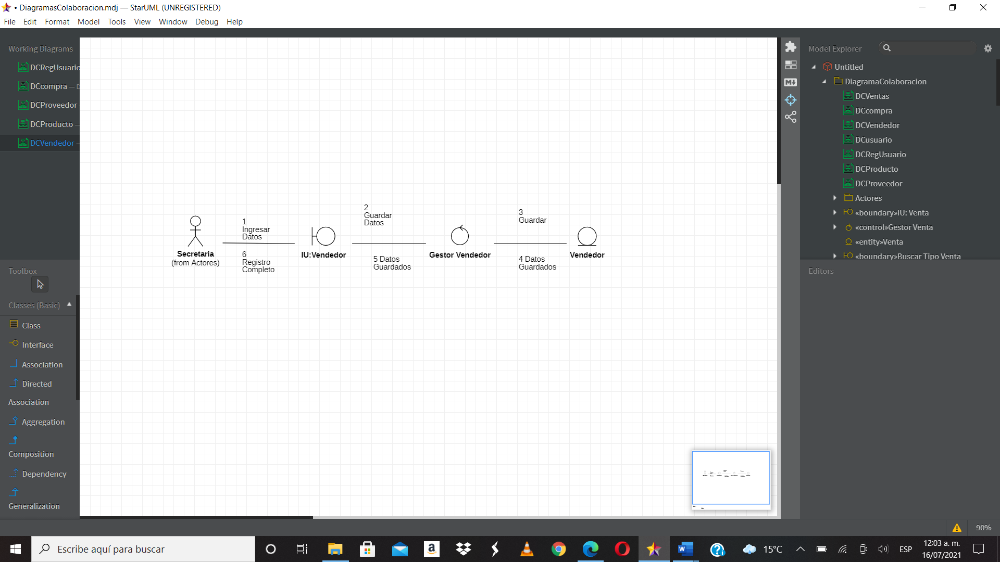 • DiagramasColaboracion.mdj — StarUML (UNREGISTERED)
File Edit Format Model Tools View Window Debug Help
Working Diagrams
DCRegUsuario
DCcompra —
DCProveedor
DCProducto —
DCVendedor –
Toolbox
Classes (Basic)
Class
Interface
Association
Directed
Association
Aggregation
Composition
Dependency
Generalization
Secretaria
(from Actores)
1
Ingresar
Datos
6
Registro
Completo
IU:Vendedor
2
Guardar
Datos
5 Datos
Guardados
Gestor Vendedor
3
Guardar
4 Datos
Guardados
Vendedor
M
Model Explorer
Untitled
DiagramaColaboracion
DCVentas
DCcompra
DCVendedor
DCusuario
DCRegUsuario
DCProducto
DCProveedor
Actores
«boundary»IU: Venta
«control»Gestor Venta
«entity»Venta
«boundary»Buscar Tipo Venta
Editors
90%
Escribe aquí para buscar
a
W
15°C
ESP
12:03 a. m.
16/07/2021